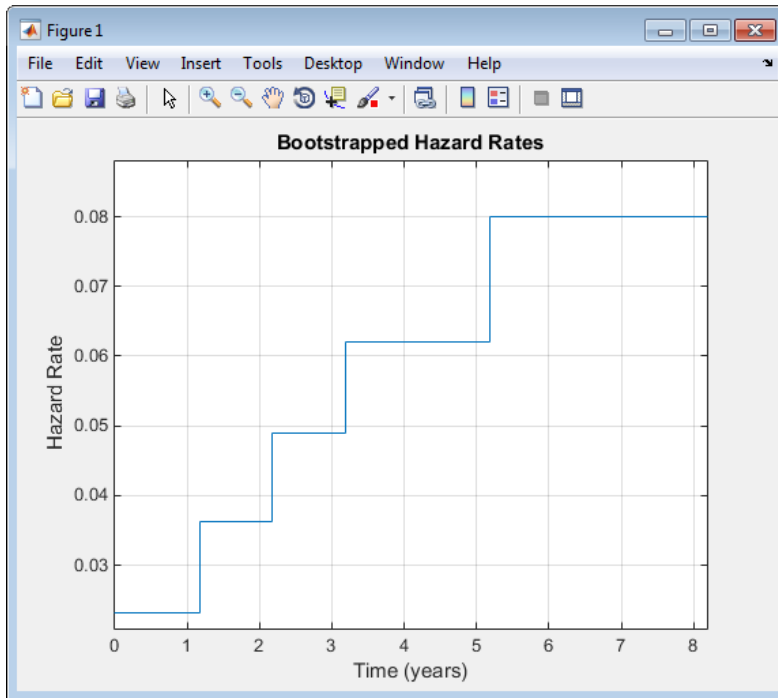 Figure 1
File Edit View Insert Tools Desktop Window Help
Bootstrapped Hazard Rates
0.08
0.07
0.06
0.05
0.04
0.03
Hazard Rate
0 1 2 3 4 5 6 7 8
Time (years)